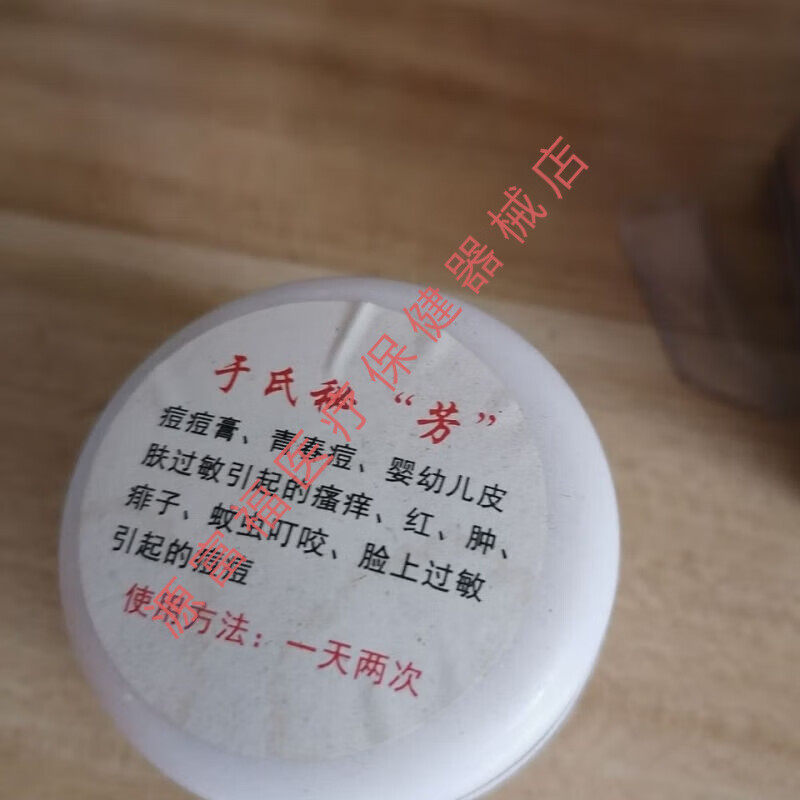 于氏秘“芳”
痘痘膏、青春痘、婴幼儿皮
肤过敏引起的瘙痒、红、肿、
痱子、蚊虫叮咬、脸上过敏
引起的痘痘
使用方法：一天两次
富福医疗保健器械店